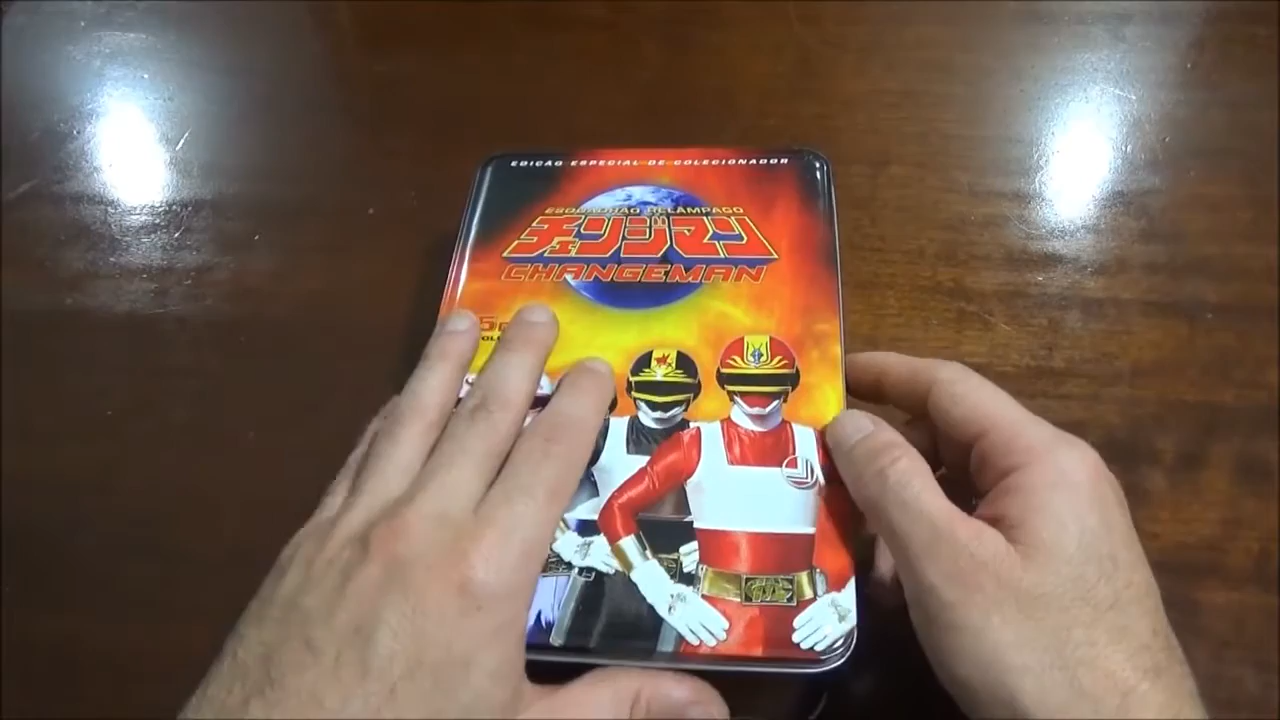 EDIÇÃO ESPECIAL DE COLECIONADOR
ESQUADRÃO RELÂMPAGO
チェンジマン
CHANGEMAN